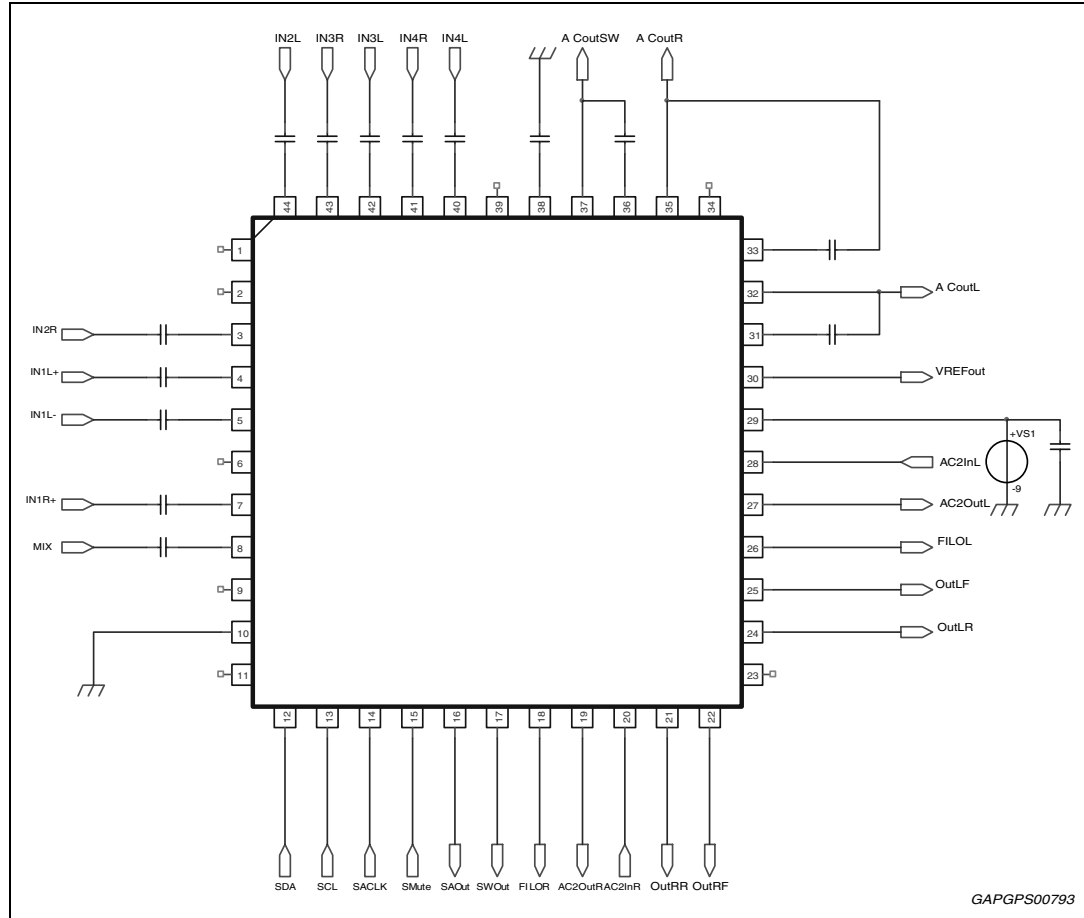 IN2L IN3R IN3L IN4R IN4L A CoutSW A CoutR
44 43 42 41 40 39 38 37 36 35 34
1 33
2 32 A CoutL
IN2R 3 31
IN1L+ 4 30 VREFout
IN1L- 5 29
+VS1
6 28 AC2InL
-9
IN1R+ 7 27 AC2OutL
MIX 8 26 FILOL
9 25 OutLF
10 24 OutLR
11 23
12 13 14 15 16 17 18 19 20 21 22
SDA SCL SACLK SMute SAOut SWOut FILOR AC2OutR AC2InR OutRR OutRF
GAPGPS00793